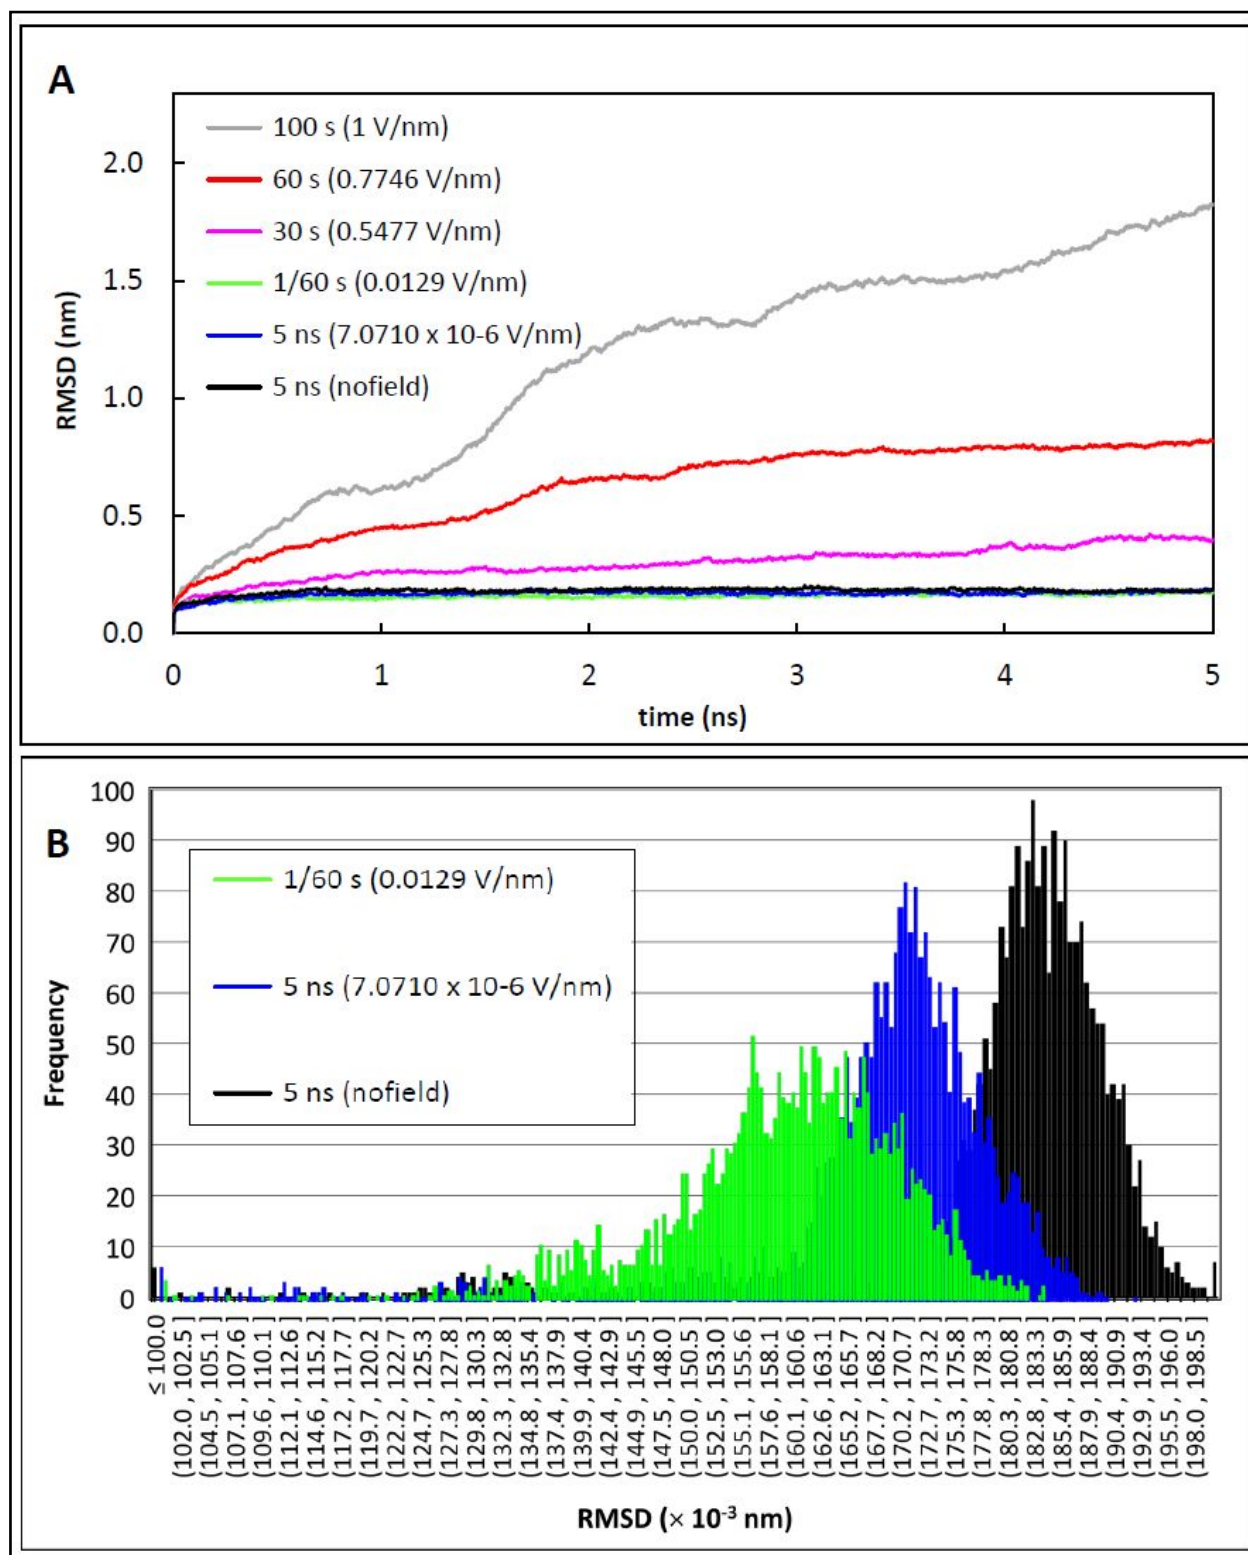 A
100 s (1 V/nm)
60 s (0.7746 V/nm)
30 s (0.5477 V/nm)
1/60 s (0.0129 V/nm)
5 ns (7.0710 x 10-6 V/nm)
5 ns (nofield)
RMSD (nm)
2.0
1.5
1.0
0.5
0.0
0 1 2 3 4 5
time (ns)
B
1/60 s (0.0129 V/nm)
5 ns (7.0710 x 10-6 V/nm)
5 ns (nofield)
Frequency
100
90
80
70
60
50
40
30
20
10
0
≤ 100.0
(102.0 , 102.5]
(104.5 , 105.1]
(107.1 , 107.6]
(109.6 , 110.1]
(112.1 , 112.6]
(114.6 , 115.2]
(117.2 , 117.7]
(119.7 , 120.2]
(122.2 , 122.7]
(124.7 , 125.3]
(127.3 , 127.8]
(129.8 , 130.3]
(132.3 , 132.8]
(134.8 , 135.4]
(137.4 , 137.9]
(139.9 , 140.4]
(142.4 , 142.9]
(144.9 , 145.5]
(147.5 , 148.0]
(150.0 , 150.5]
(152.5 , 153.0]
(155.1 , 155.6]
(157.6 , 158.1]
(160.1 , 160.6]
(162.6 , 163.1]
(165.2 , 165.7]
(167.7 , 168.2]
(170.2 , 170.7]
(172.7 , 173.2]
(175.3 , 175.8]
(177.8 , 178.3]
(180.3 , 180.8]
(182.8 , 183.3]
(185.4 , 185.9]
(187.9 , 188.4]
(190.4 , 190.9]
(192.9 , 193.4]
(195.5 , 196.0]
(198.0 , 198.5]
RMSD (× 10⁻³ nm)